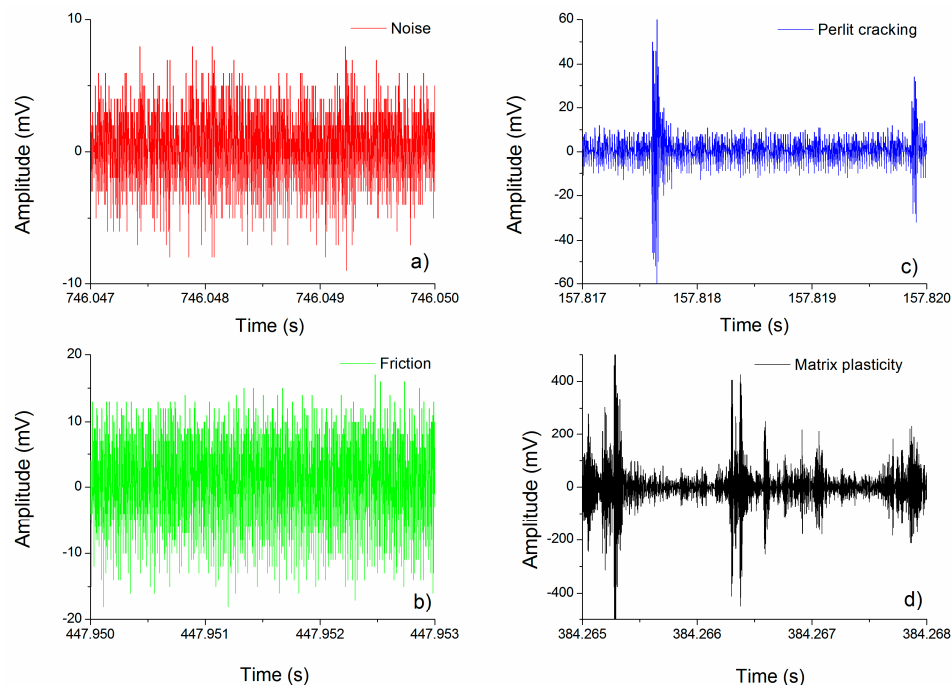 10
5
0
-5
-10
Amplitude (mV)
Noise
a)
746.047 746.048 746.049 746.050
Time (s)
60
40
20
0
20
40
60
Amplitude (mV)
Perlit cracking
c)
157.817 157.818 157.819 157.820
Time (s)
20
10
0
-10
-20
Amplitude (mV)
Friction
b)
447.950 447.951 447.952 447.953
Time (s)
400
200
0
-200
-400
Amplitude (mV)
Matrix plasticity
d)
384.265 384.266 384.267 384.268
Time (s)